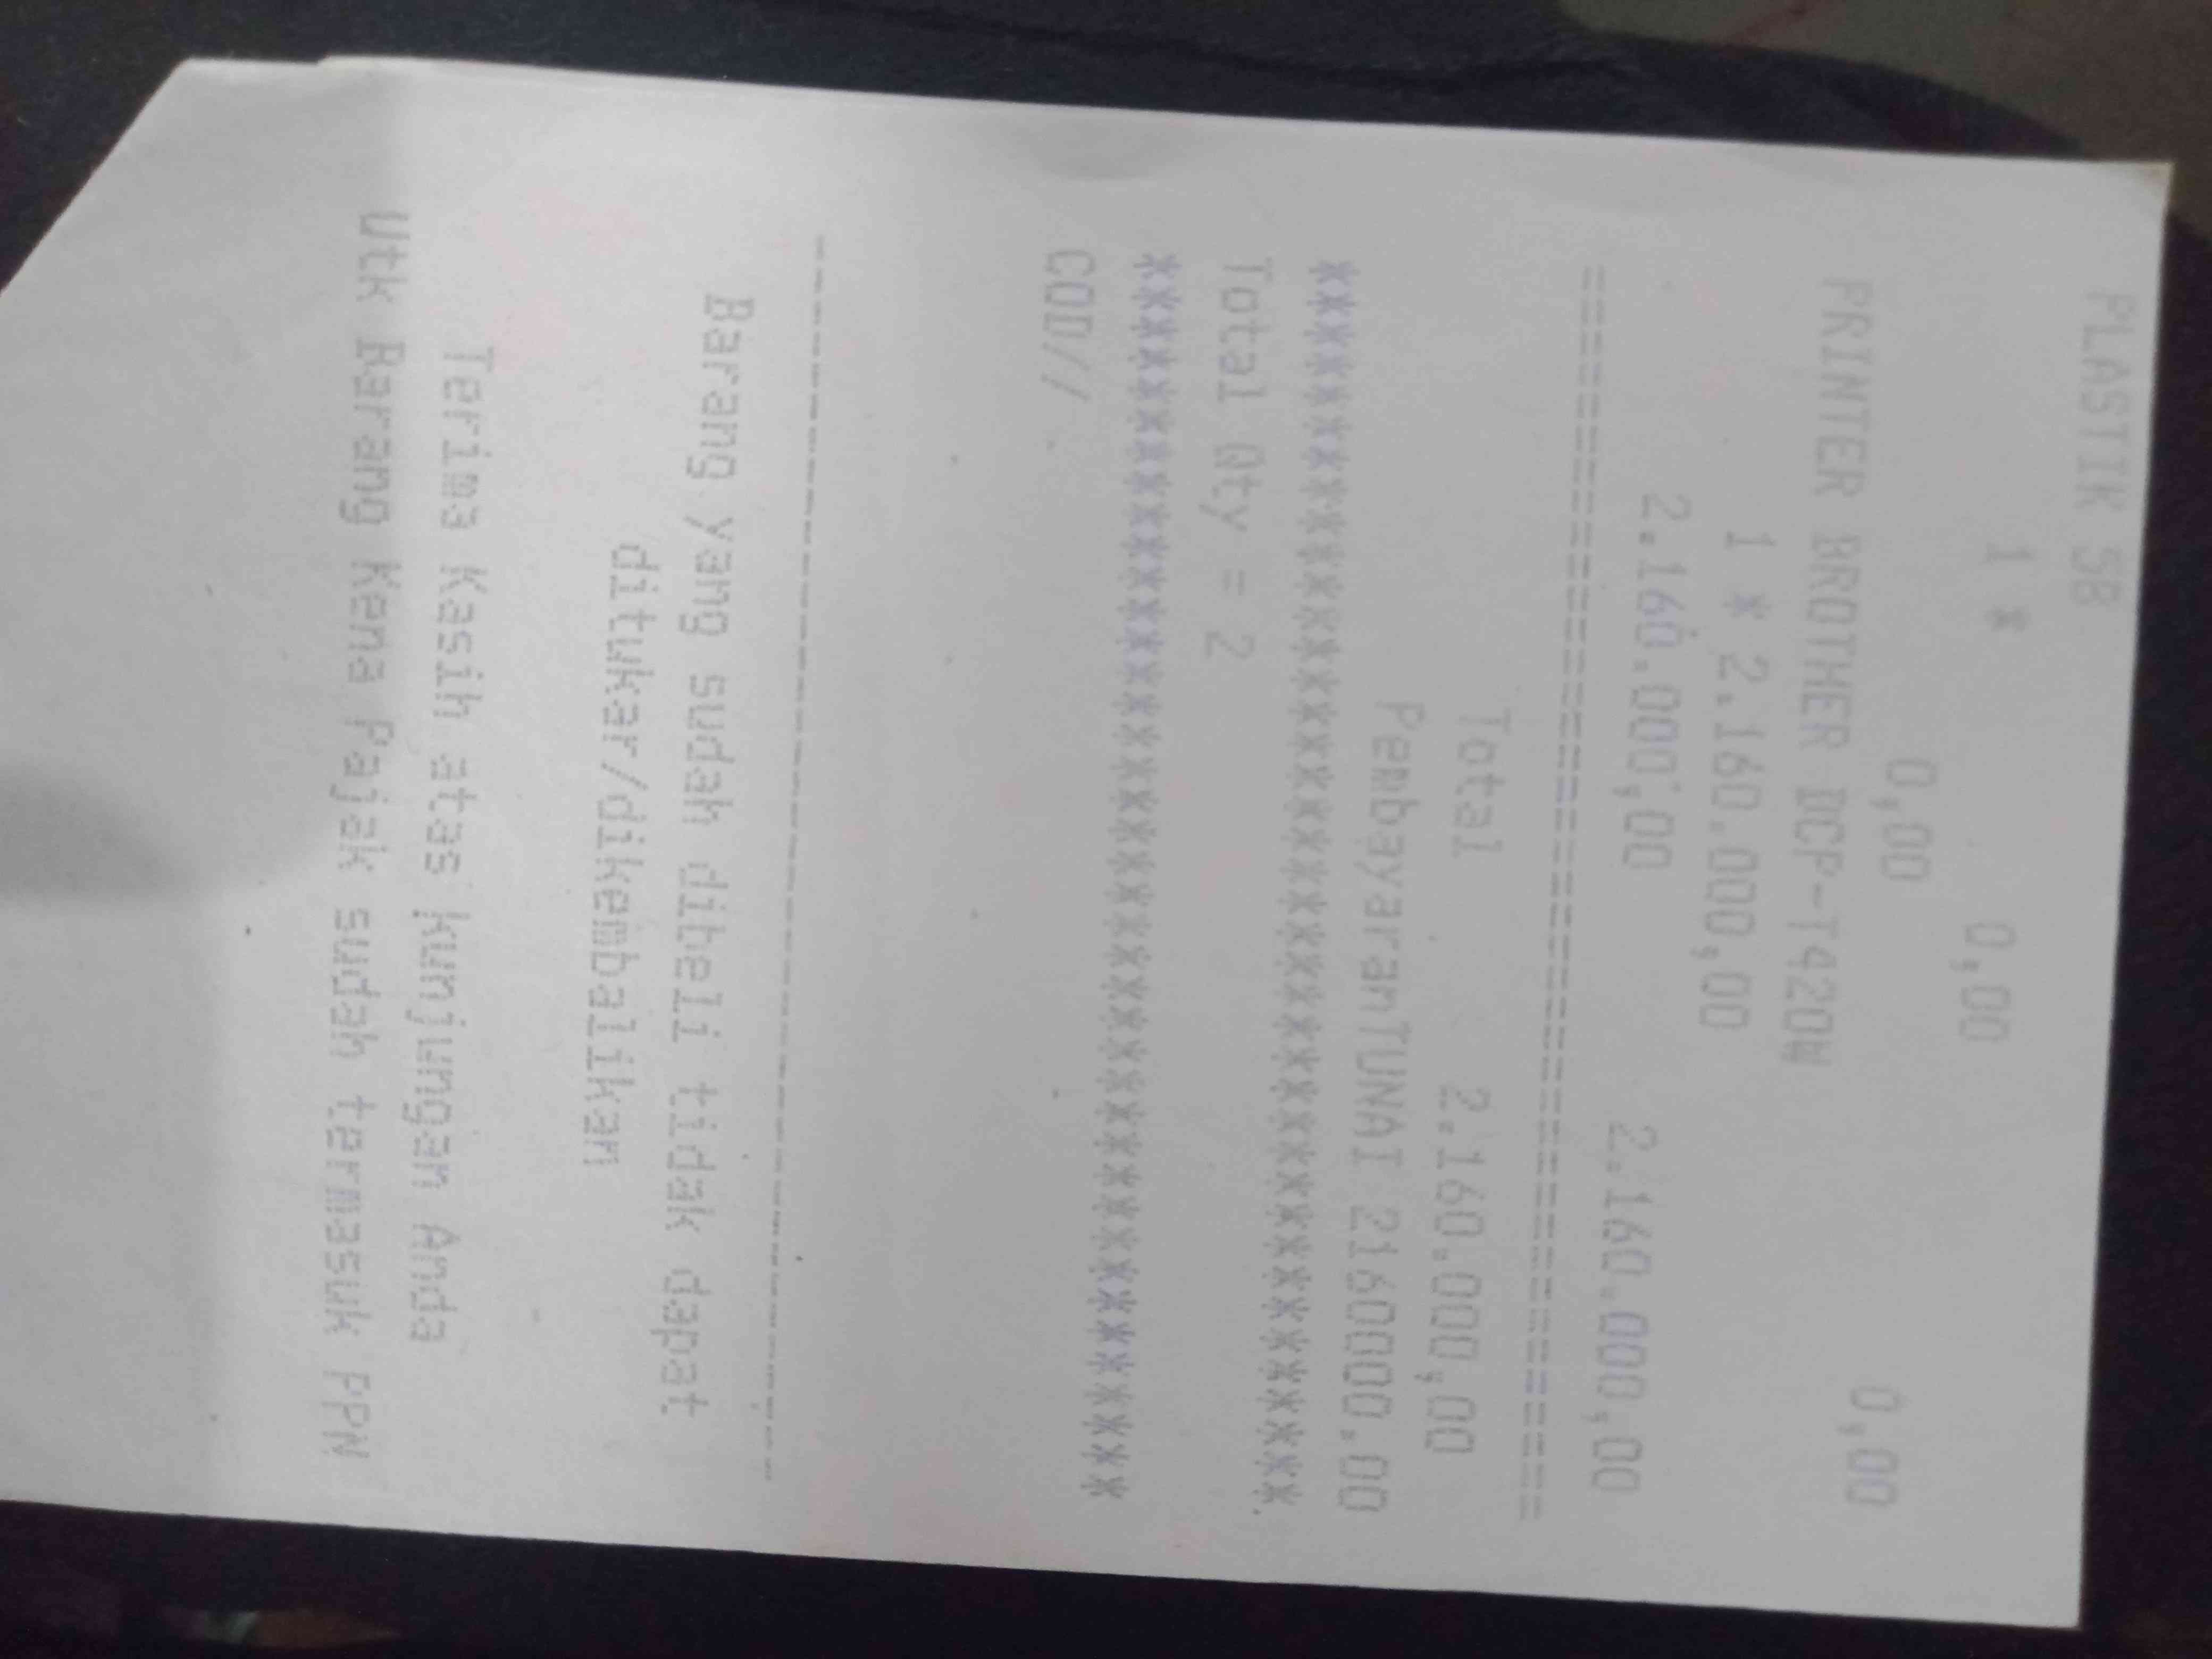 PLASTIK 58
1 * 0,00
0,00 0,00
PRINTER BROTHER DCP-T420W
1 * 2.160.000,00
2.160.000,00 2.160.000,00
========================================
Total 2.160.000,00
PembayaranTUNAI 2160000.00
****************************************
Total Qty = 2
****************************************
COD//
----------------------------------------
Barang yang sudah dibeli tidak dapat
ditukar/dikembalikan
Terima Kasih atas kunjungan Anda
Utk Barang Kena Pajak sudah termasuk PPN